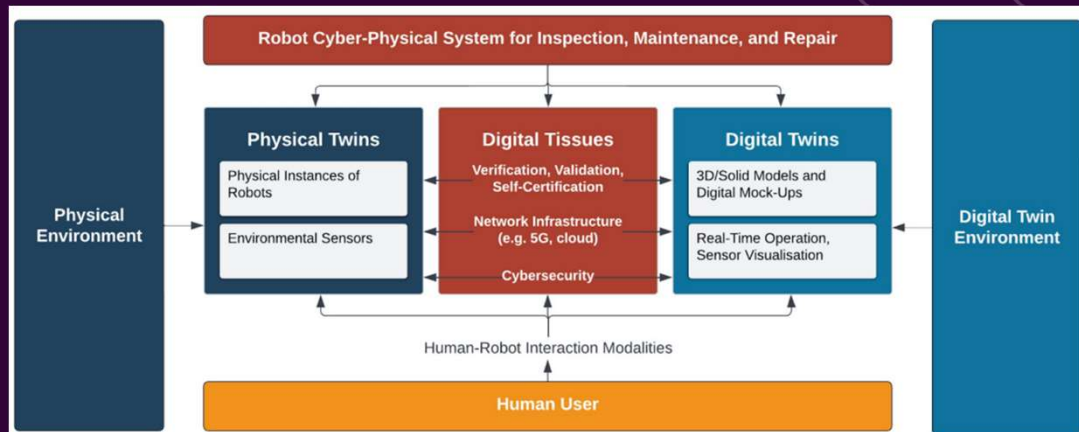 Robot Cyber-Physical System for Inspection, Maintenance, and Repair
Physical
Environment
Physical Twins
Physical Instances of
Robots
Environmental Sensors
Digital Tissues
Verification, Validation,
Self-Certification
Network Infrastructure
(e.g. 5G, cloud)
Cybersecurity
Digital Twins
3D/Solid Models and
Digital Mock-Ups
Real-Time Operation,
Sensor Visualisation
Digital Twin
Environment
Human-Robot Interaction Modalities
Human User